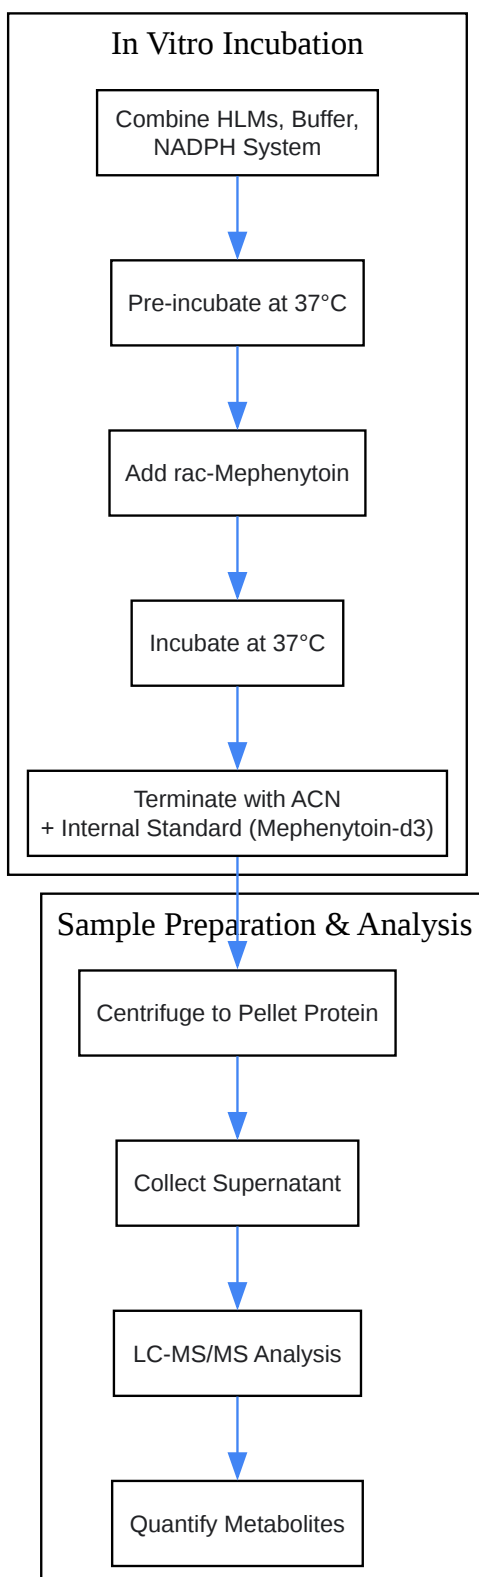 In Vitro Incubation
Combine HLMs, Buffer,
NADPH System
Pre-incubate at 37°C
Add rac-Mephenytoin
Incubate at 37°C
Terminate with ACN
+ Internal Standard (Mephenytoin-d3)
Sample Preparation & Analysis
Centrifuge to Pellet Protein
Collect Supernatant
LC-MS/MS Analysis
Quantify Metabolites